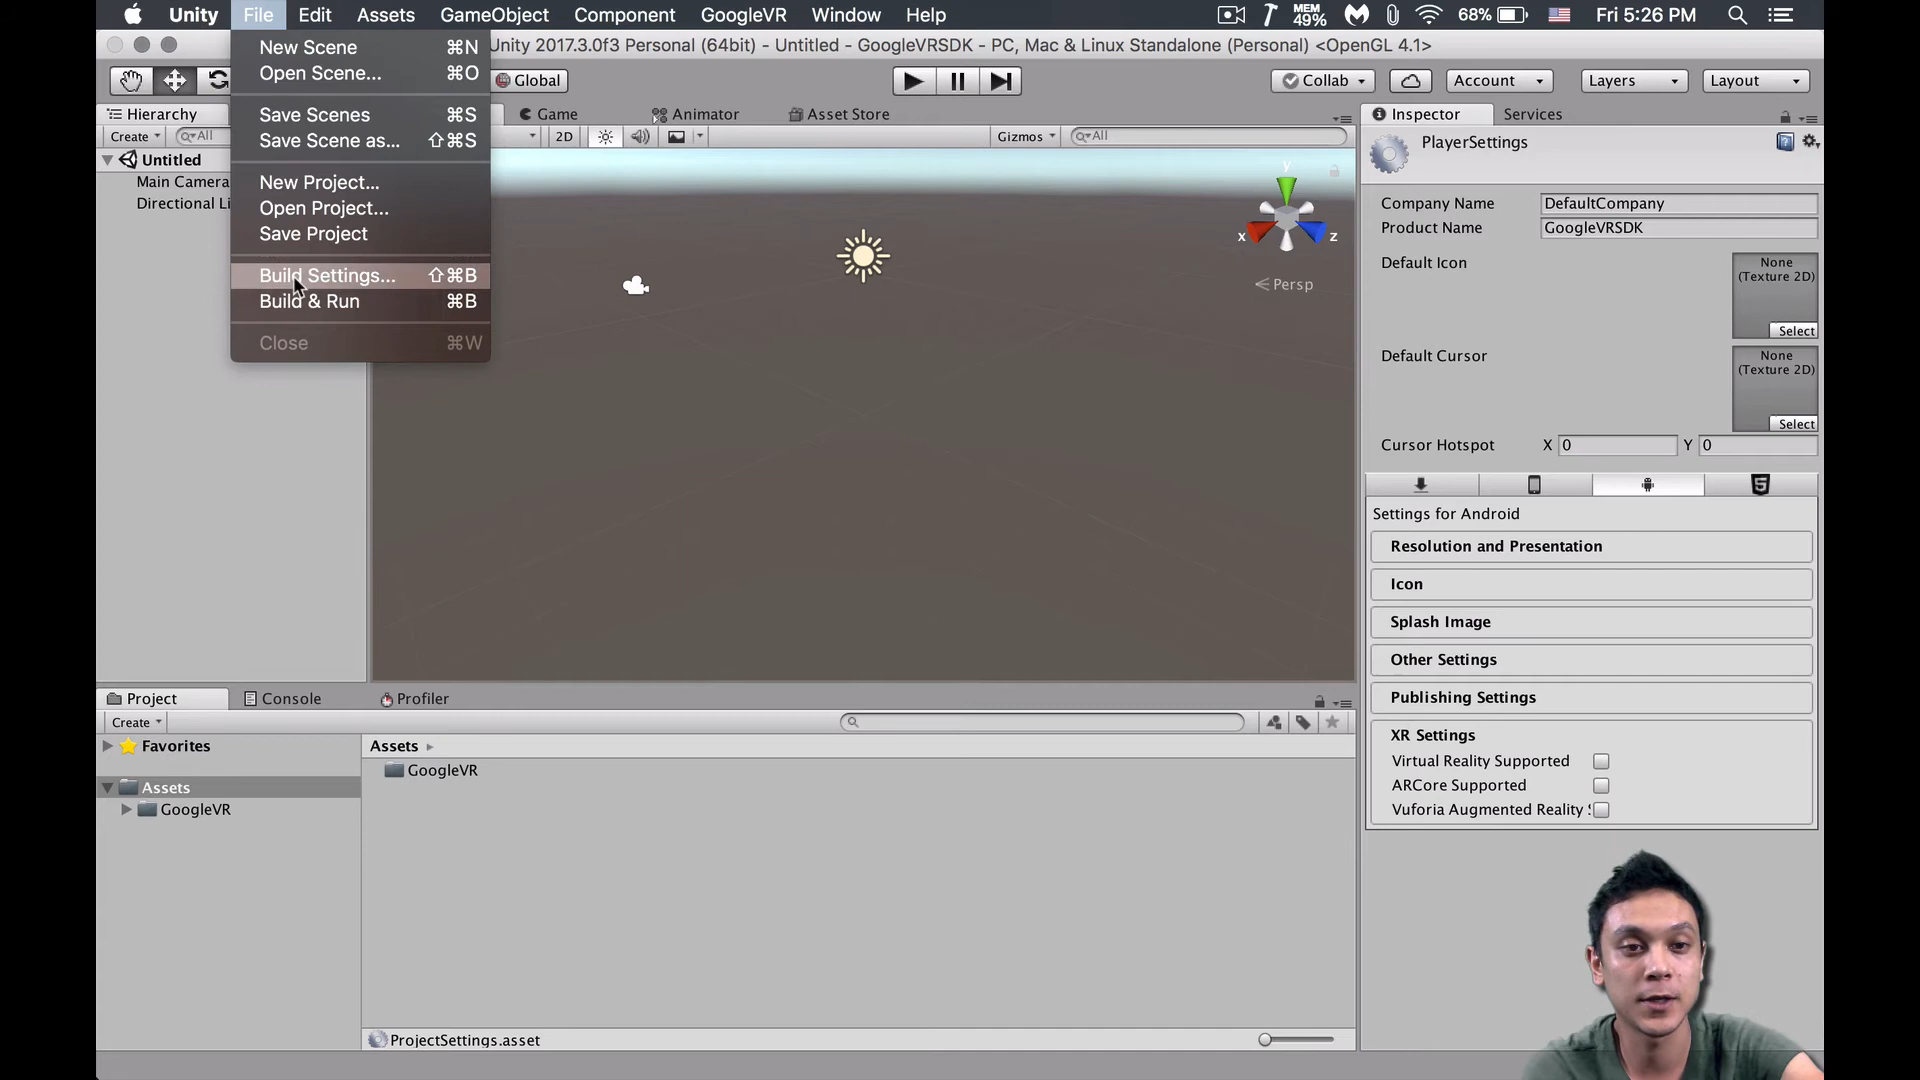 Unity File Edit Assets GameObject Component GoogleVR Window Help MEM 49% 68% Fri 5:26 PM
Unity 2017.3.0f3 Personal (64bit) - Untitled - GoogleVRSDK - PC, Mac & Linux Standalone (Personal) <OpenGL 4.1>
New Scene ⌘N
Open Scene... ⌘O
Save Scenes ⌘S
Save Scene as... ⇧⌘S
New Project...
Open Project...
Save Project
Build Settings... ⇧⌘B
Build & Run ⌘B
Close ⌘W
Global Collab Account Layers Layout
Hierarchy
Create All
Untitled
Main Camera
Directional Li
Game Animator Asset Store
2D Gizmos All
y
x z
< Persp
Inspector Services
PlayerSettings
Company Name DefaultCompany
Product Name GoogleVRSDK
Default Icon None
(Texture 2D)
Select
Default Cursor None
(Texture 2D)
Select
Cursor Hotspot X 0 Y 0
Settings for Android
Resolution and Presentation
Icon
Splash Image
Other Settings
Publishing Settings
XR Settings
Virtual Reality Supported
ARCore Supported
Vuforia Augmented Reality
Project Console Profiler
Create
Favorites
Assets
GoogleVR
Assets
GoogleVR
ProjectSettings.asset